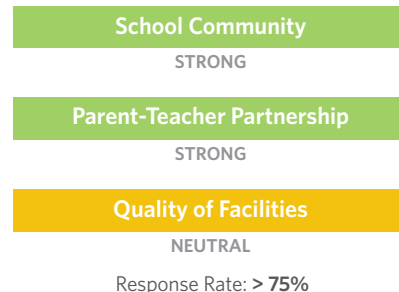 School Community
STRONG
Parent-Teacher Partnership
STRONG
Quality of Facilities
NEUTRAL
Response Rate: > 75%